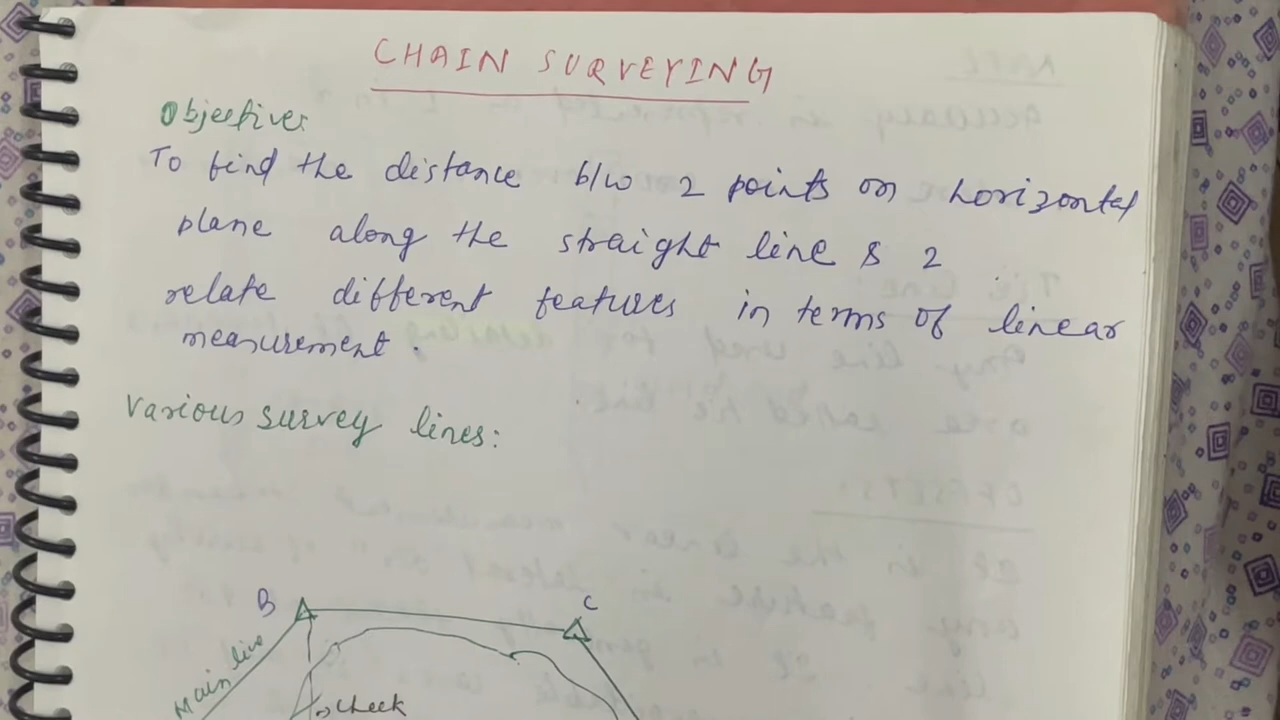 CHAIN SURVEYING
Objective:
To find the distance b/w 2 points on horizontal
plane along the straight line & 2
relate different features in terms of linear
measurement.
Various survey lines:
B
C
Main line
check